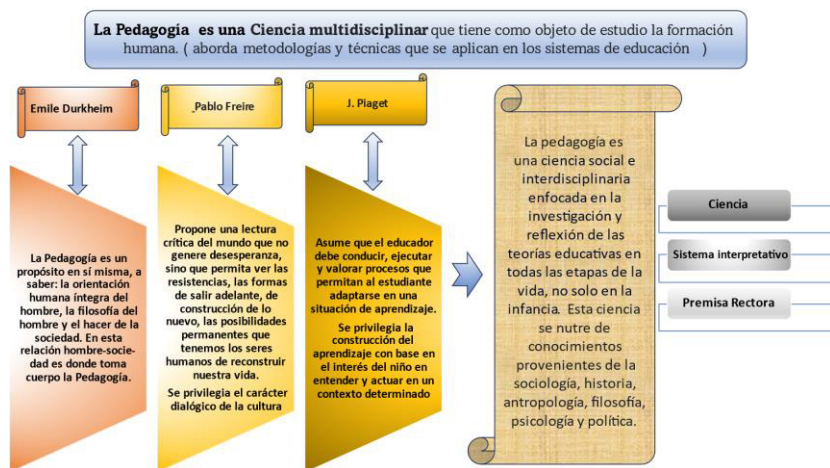 La Pedagogía es una Ciencia multidisciplinar que tiene como objeto de estudio la formación
humana. ( aborda metodologías y técnicas que se aplican en los sistemas de educación )
Emile Durkheim
La Pedagogía es un
propósito en sí misma, a
saber: la orientación
humana íntegra del
hombre, la filosofía del
hombre y el hacer de la
sociedad. En esta
relación hombre-socie-
dad es donde toma
cuerpo la Pedagogía.
Pablo Freire
Propone una lectura
crítica del mundo que no
genere desesperanza,
sino que permita ver las
resistencias, las formas
de salir adelante, de
construcción de lo
nuevo, las posibilidades
permanentes que
tenemos los seres
humanos de reconstruir
nuestra vida.
Se privilegia el carácter
dialógico de la cultura
J. Piaget
Asume que el educador
debe conducir, ejecutar
y valorar procesos que
permitan al estudiante
adaptarse en una
situación de aprendizaje.
Se privilegia la
construcción del
aprendizaje con base en
el interés del niño en
entender y actuar en un
contexto determinado
La pedagogía es
una ciencia social e
interdisciplinaria
enfocada en la
investigación y
reflexión de las
teorías educativas en
todas las etapas de la
vida, no solo en la
infancia. Esta ciencia
se nutre de
conocimientos
provenientes de la
sociología, historia,
antropología, filosofía,
psicología y política.
Ciencia
Sistema interpretativo
Premisa Rectora